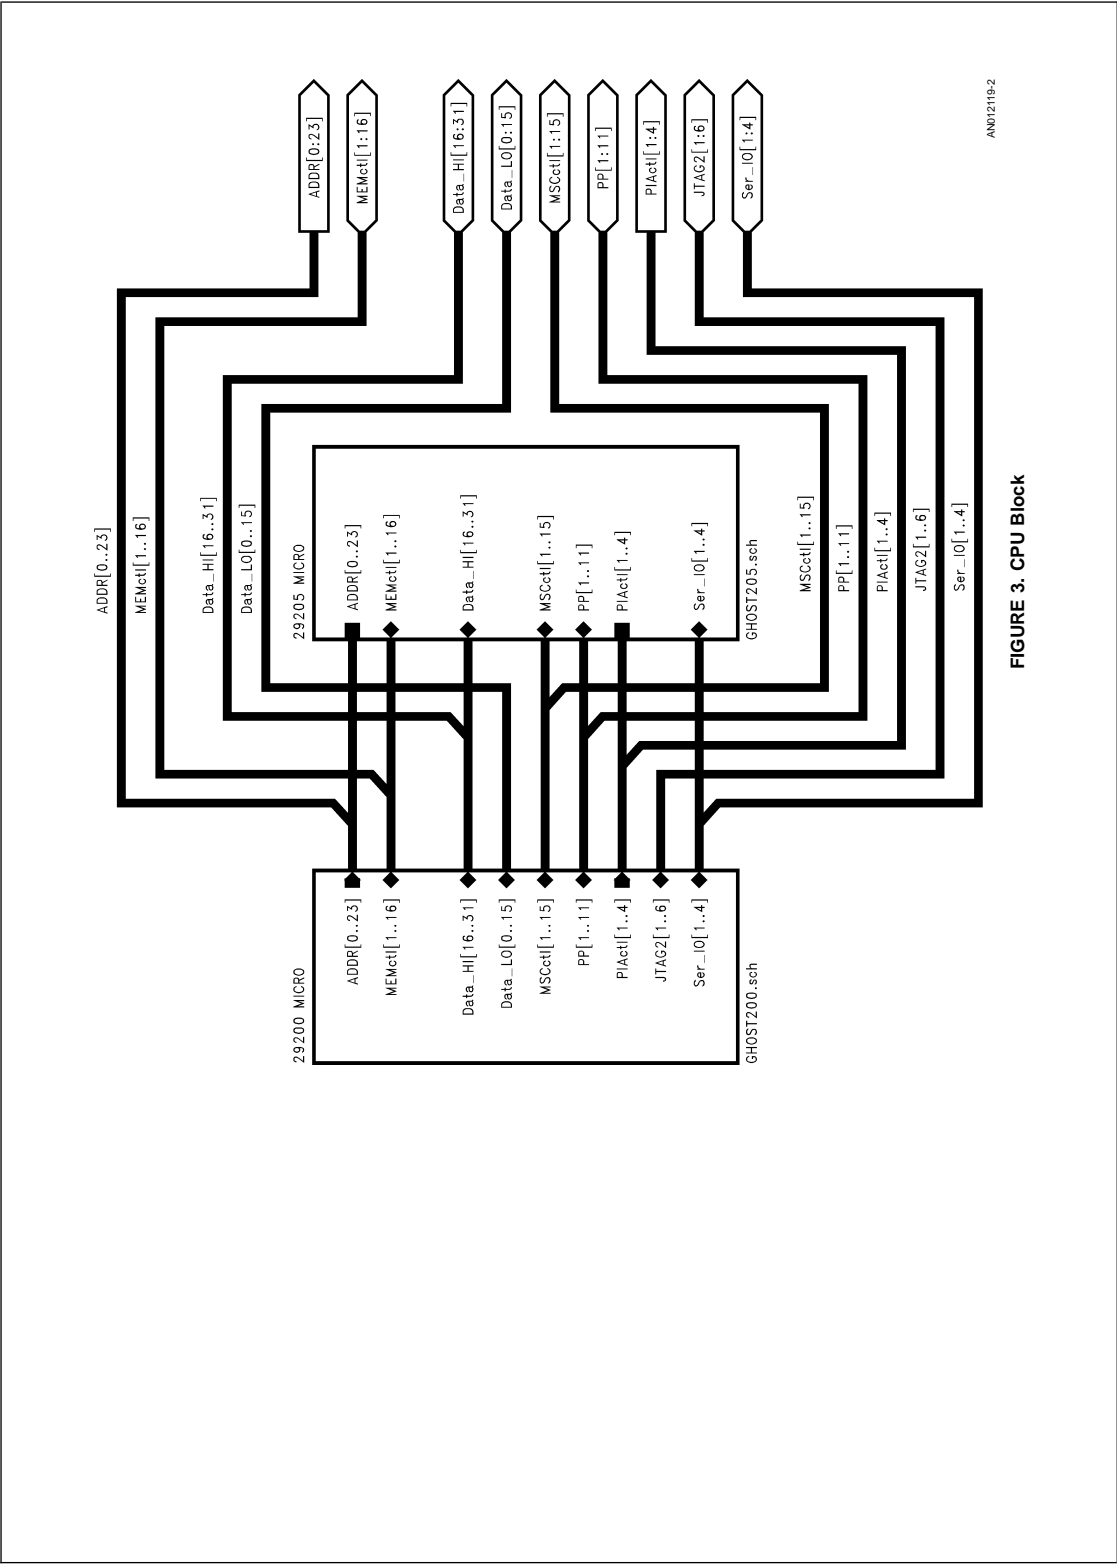 ADDR[0..23]
MEMctl[1..16]
Data_HI[16..31]
Data_LO[0..15]
29200 MICRO
ADDR[0..23]
MEMctl[1..16]
Data_HI[16..31]
Data_LO[0..15]
MSCctl[1..15]
PP[1..11]
PIActl[1..4]
JTAG2[1..6]
Ser_IO[1..4]
GHOST200.sch
29205 MICRO
ADDR[0..23]
MEMctl[1..16]
Data_HI[16..31]
MSCctl[1..15]
PP[1..11]
PIActl[1..4]
Ser_IO[1..4]
GHOST205.sch
ADDR[0:23]
MEMctl[1:16]
Data_HI[16:31]
Data_LO[0:15]
MSCctl[1:15]
PP[1:11]
PIActl[1:4]
JTAG2[1:6]
Ser_IO[1:4]
MSCctl[1..15]
PP[1..11]
PIActl[1..4]
JTAG2[1..6]
Ser_IO[1..4]
AN012119-2
FIGURE 3. CPU Block